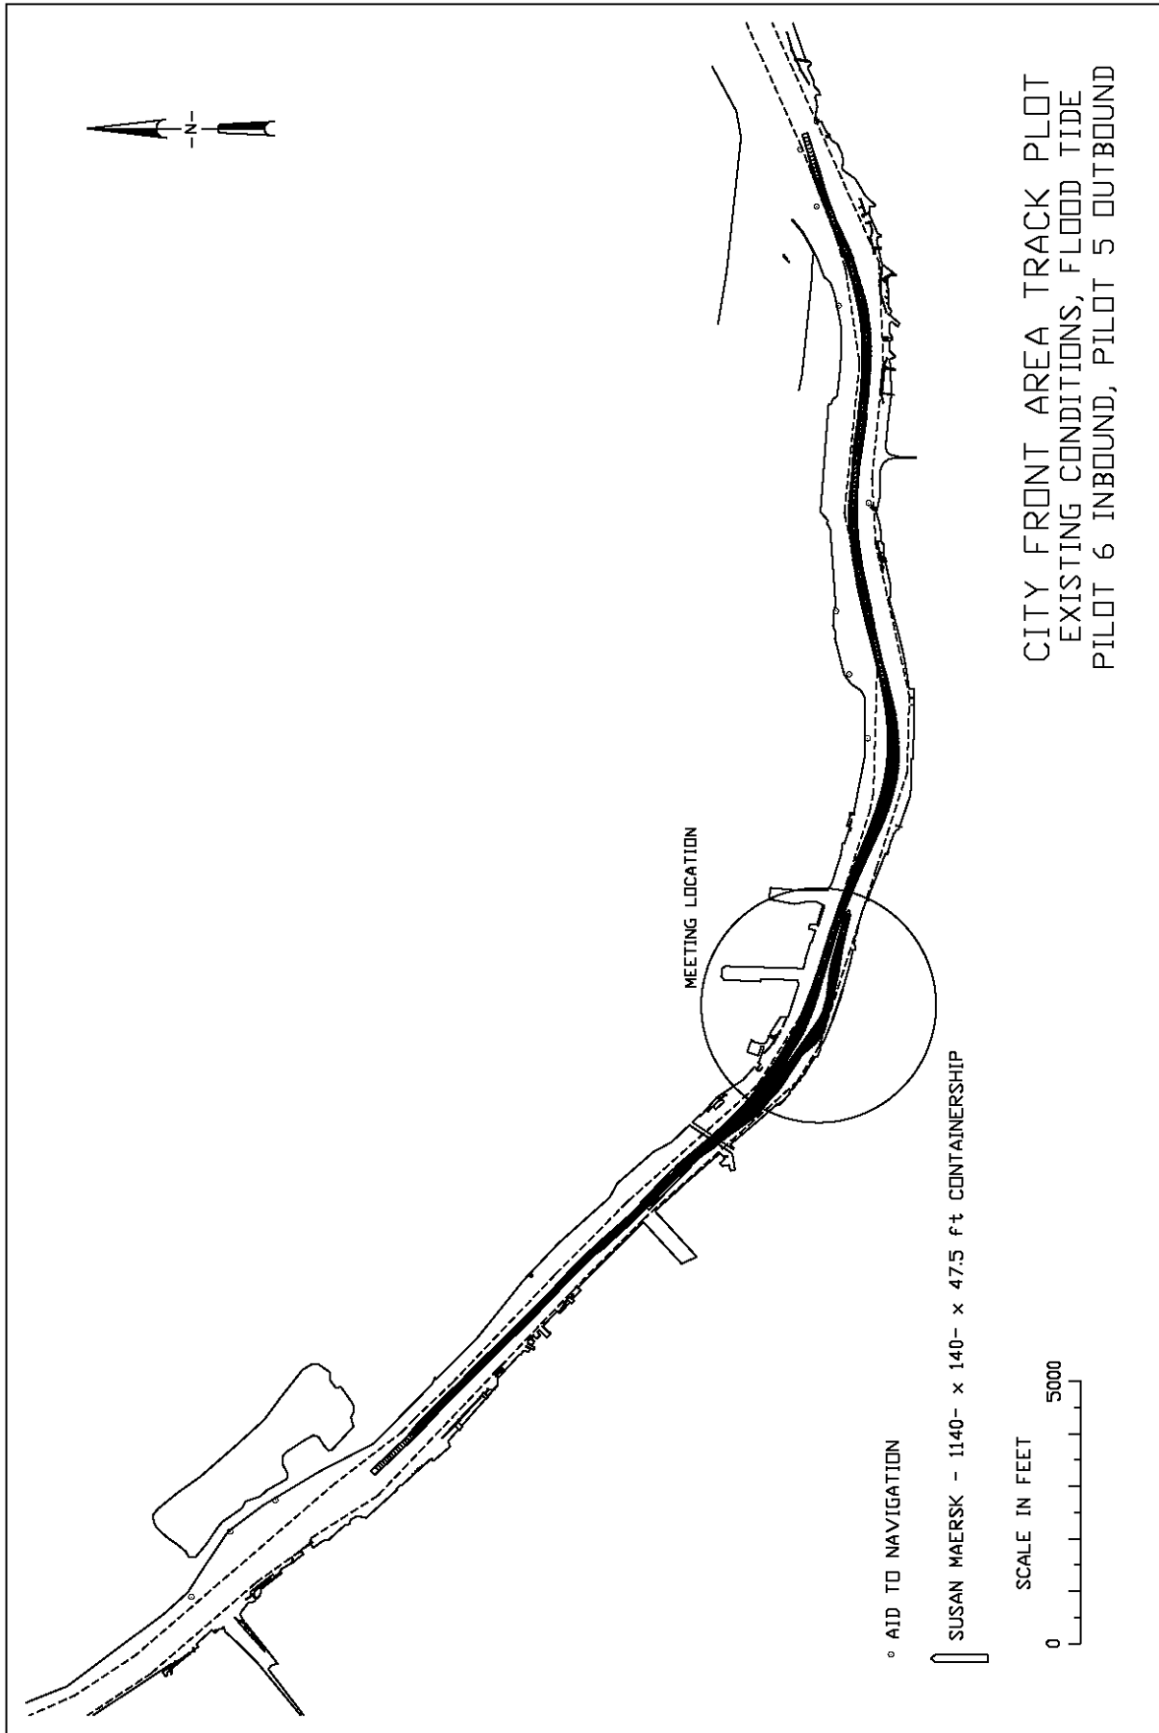 -N-
MEETING LOCATION
AID TO NAVIGATION
SUSAN MAERSK - 1140- x 140- x 47.5 ft CONTAINERSHIP
SCALE IN FEET
0 5000
CITY FRONT AREA TRACK PLOT
EXISTING CONDITIONS, FLOOD TIDE
PILOT 6 INBOUND, PILOT 5 OUTBOUND